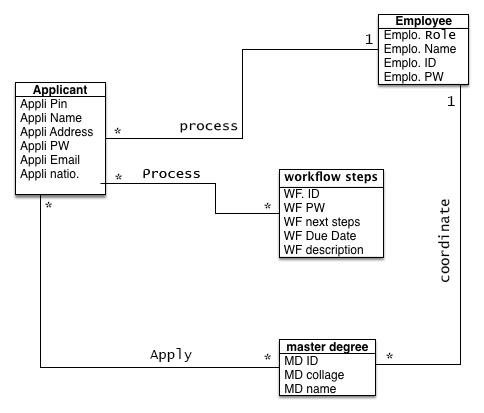 Employee
Emplo. Role
Emplo. Name
Emplo. ID
Emplo. PW
1
1
Applicant
Appli Pin
Appli Name
Appli Address
Appli PW
Appli Email
Appli natio.
* process
* Process *
workflow steps
WF. ID
WF PW
WF next steps
WF Due Date
WF description
*
coordinate
Apply * *
master degree
MD ID
MD collage
MD name